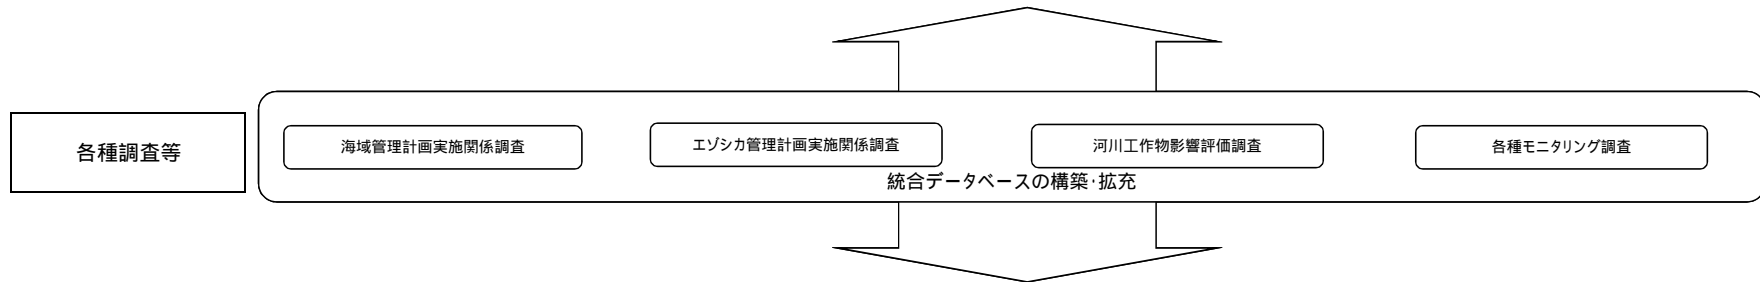 各種調査等
海域管理計画実施関係調査
エゾシカ管理計画実施関係調査
河川工作物影響評価調査
各種モニタリング調査
統合データベースの構築・拡充